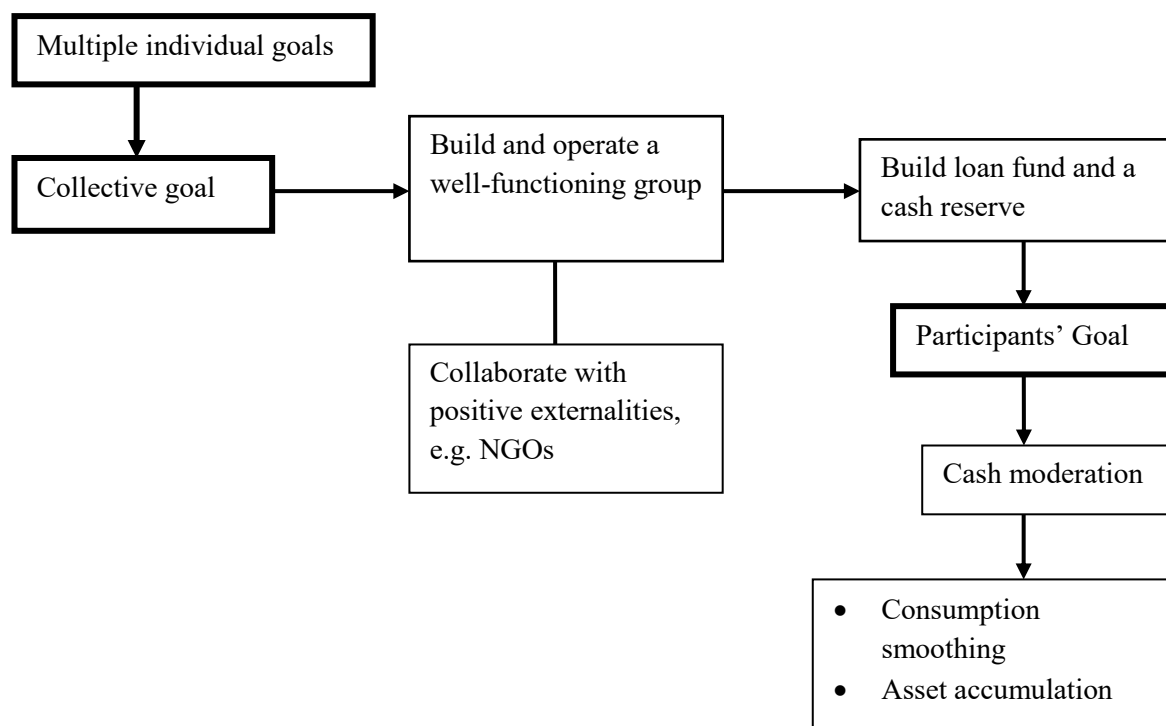 Multiple individual goals
Collective goal
Build and operate a
well-functioning group
Collaborate with
positive externalities,
e.g. NGOs
Build loan fund and a
cash reserve
Participants’ Goal
Cash moderation
• Consumption
smoothing
• Asset accumulation